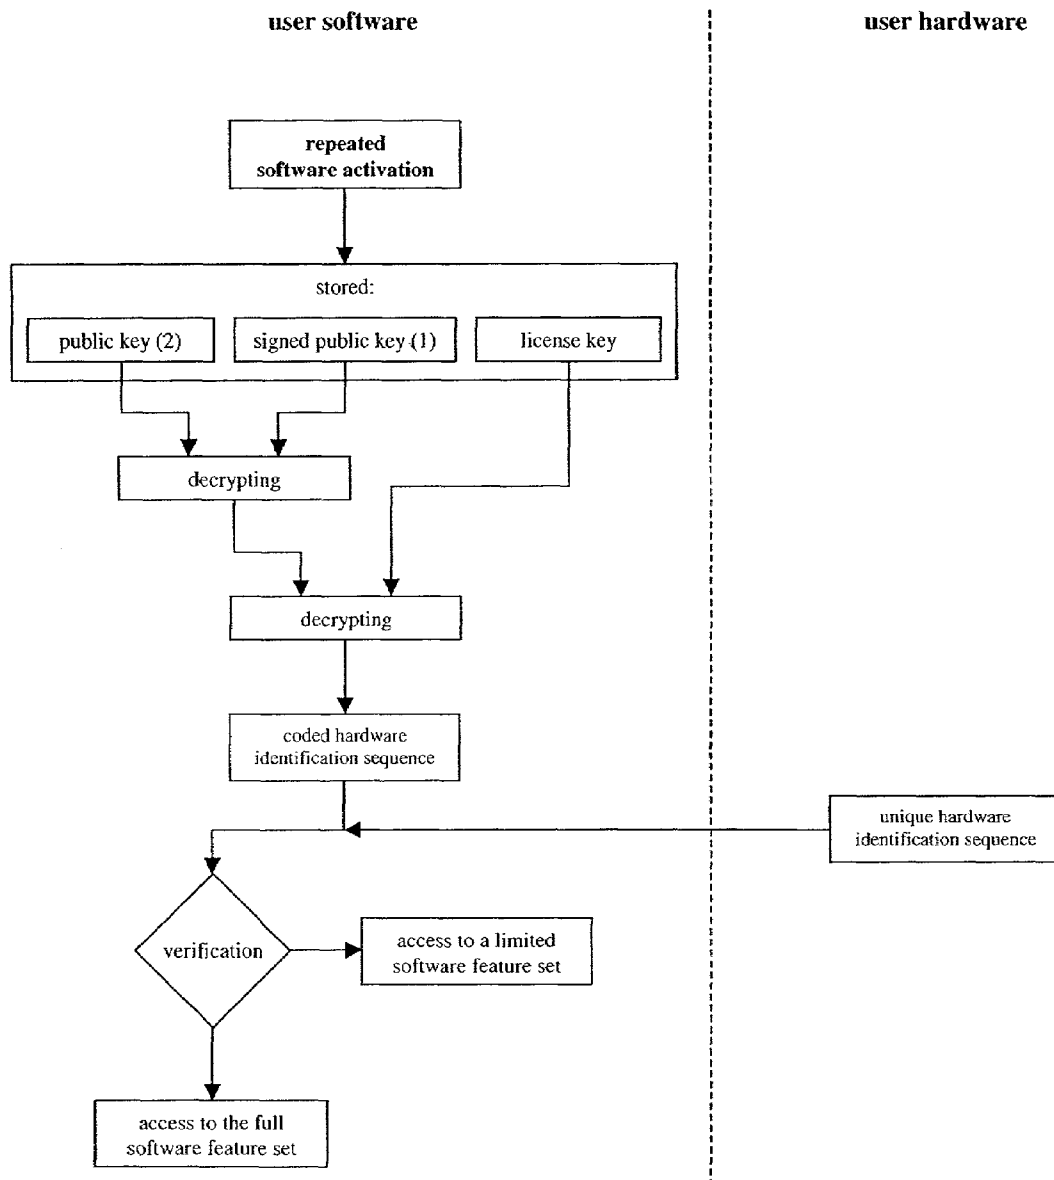 user software
user hardware
repeated
software activation
stored:
public key (2)
signed public key (1)
license key
decrypting
decrypting
coded hardware
identification sequence
unique hardware
identification sequence
verification
access to a limited
software feature set
access to the full
software feature set